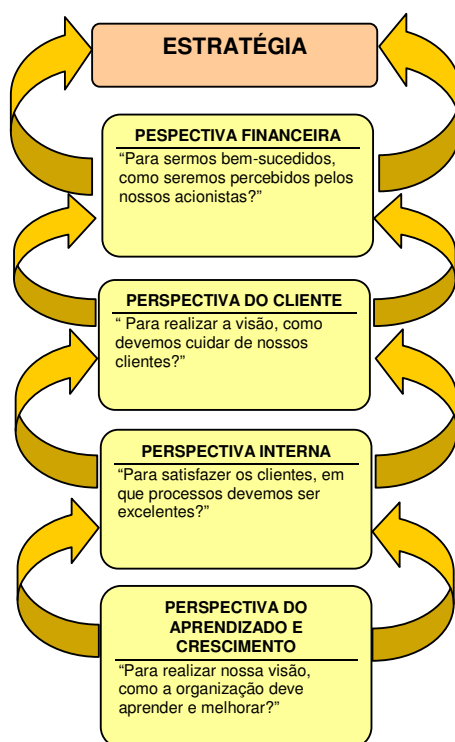 ESTRATÉGIA
PESPECTIVA FINANCEIRA
“Para sermos bem-sucedidos,
como seremos percebidos pelos
nossos acionistas?”
PERSPECTIVA DO CLIENTE
“ Para realizar a visão, como
devemos cuidar de nossos
clientes?”
PERSPECTIVA INTERNA
“Para satisfazer os clientes, em
que processos devemos ser
excelentes?”
PERSPECTIVA DO
APRENDIZADO E
CRESCIMENTO
“Para realizar nossa visão,
como a organização deve
aprender e melhorar?”